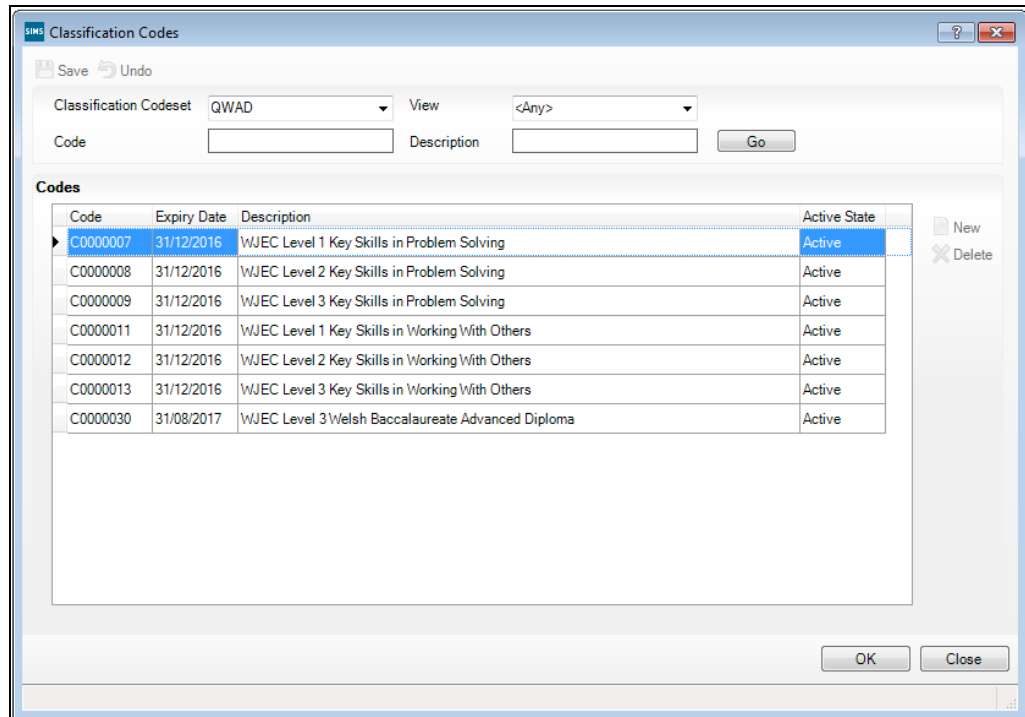 SIMS Classification Codes ?
Save Undo
Classification Codeset QWAD View <Any>
Code Description Go
Codes
Code Expiry Date Description Active State
C0000007 31/12/2016 WJEC Level 1 Key Skills in Problem Solving Active
C0000008 31/12/2016 WJEC Level 2 Key Skills in Problem Solving Active
C0000009 31/12/2016 WJEC Level 3 Key Skills in Problem Solving Active
C0000011 31/12/2016 WJEC Level 1 Key Skills in Working With Others Active
C0000012 31/12/2016 WJEC Level 2 Key Skills in Working With Others Active
C0000013 31/12/2016 WJEC Level 3 Key Skills in Working With Others Active
C0000030 31/08/2017 WJEC Level 3 Welsh Baccalaureate Advanced Diploma Active
New
Delete
OK Close